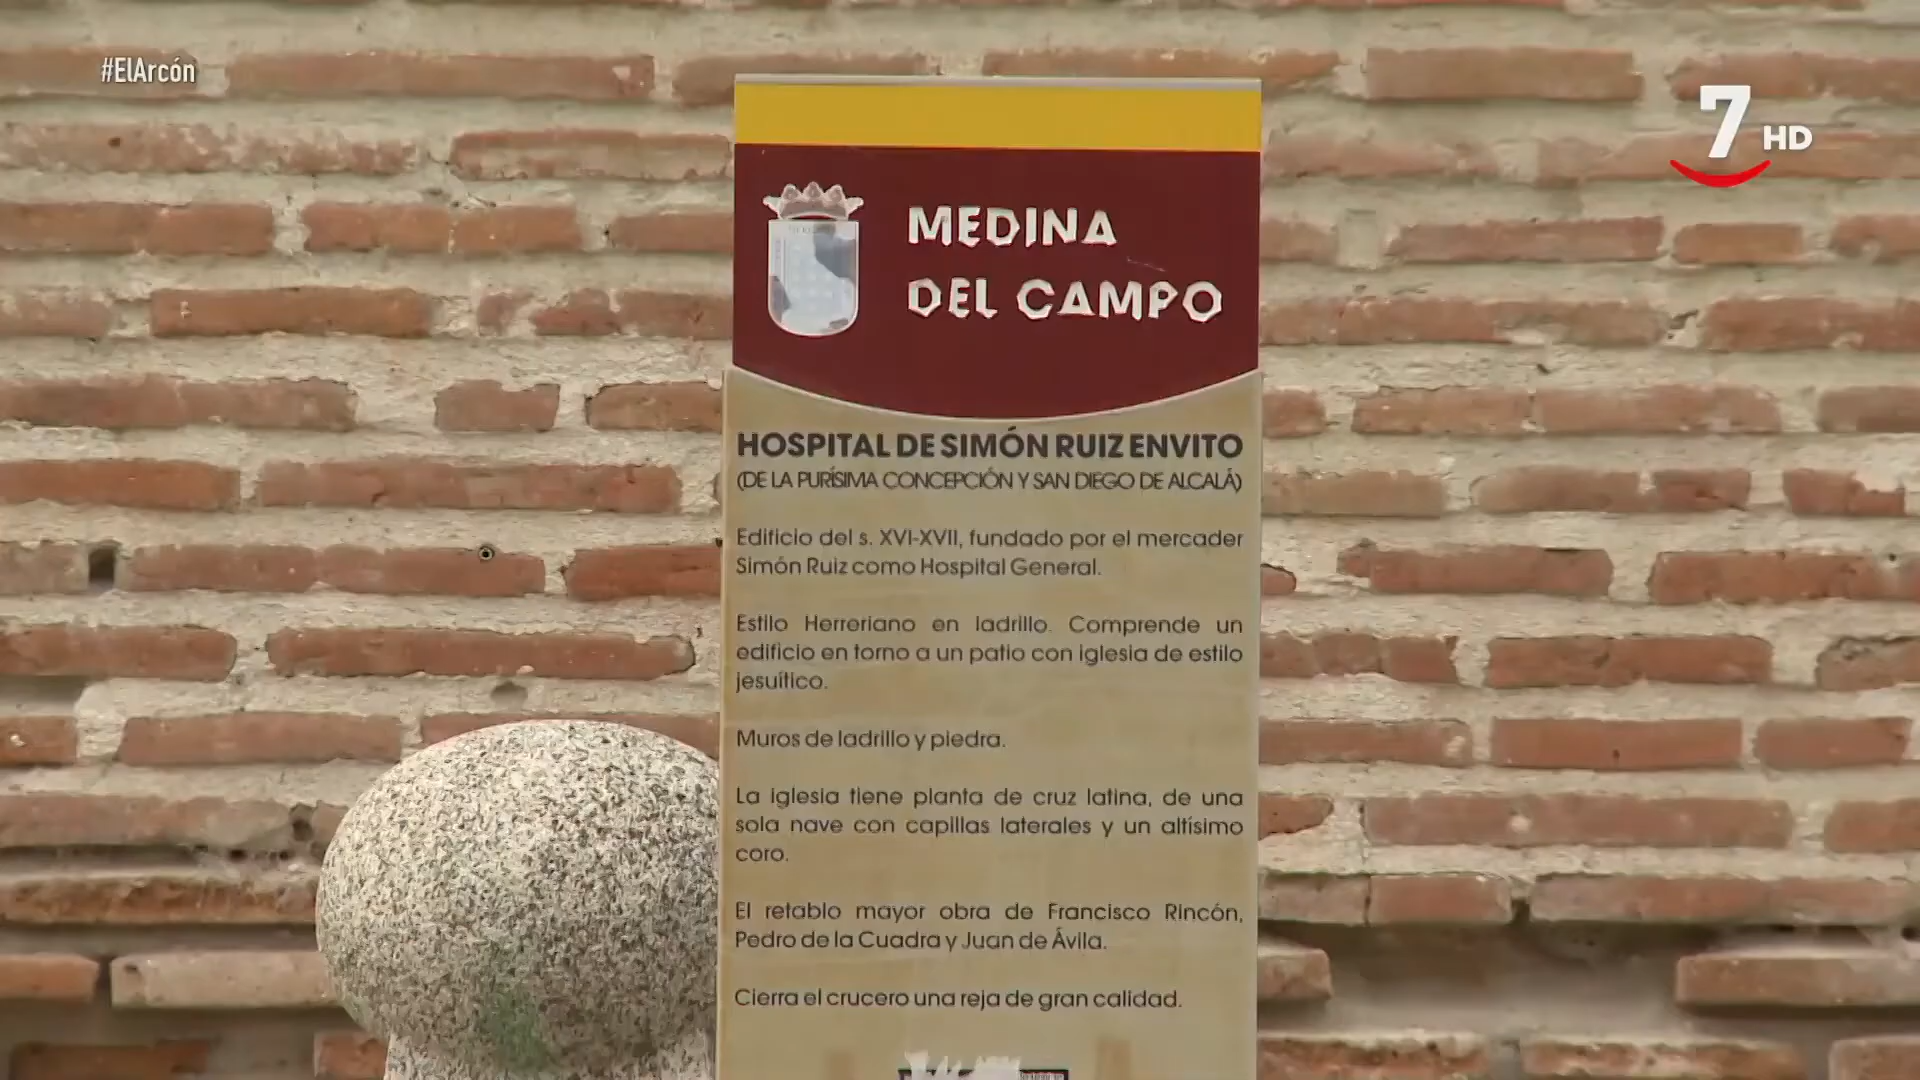 #ElArcón
7 HD
MEDINA
DEL CAMPO
HOSPITAL DE SIMÓN RUIZ ENVITO
(DE LA PURÍSIMA CONCEPCIÓN Y SAN DIEGO DE ALCALÁ)
Edificio del s. XVI-XVII, fundado por el mercader
Simón Ruiz como Hospital General.
Estilo Herreriano en ladrillo. Comprende un
edificio en torno a un patio con iglesia de estilo
jesuítico.
Muros de ladrillo y piedra.
La iglesia tiene planta de cruz latina, de una
sola nave con capillas laterales y un altísimo
coro.
El retablo mayor obra de Francisco Rincón,
Pedro de la Cuadra y Juan de Ávila.
Cierra el crucero una reja de gran calidad.